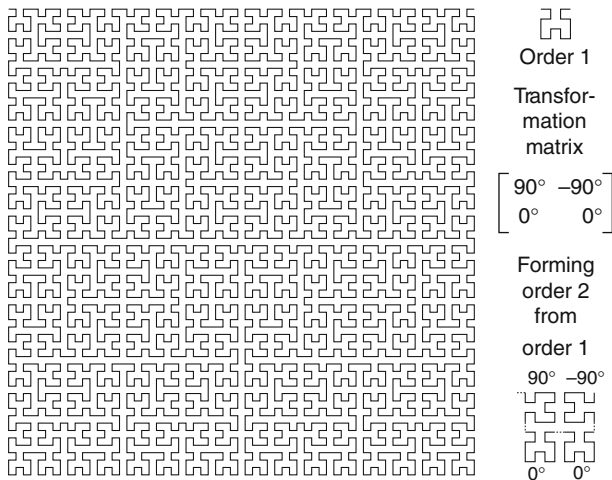 Order 1
Transfor-
mation
matrix
90° –90°
0° 0°
Forming
order 2
from
order 1
90° –90°
0° 0°